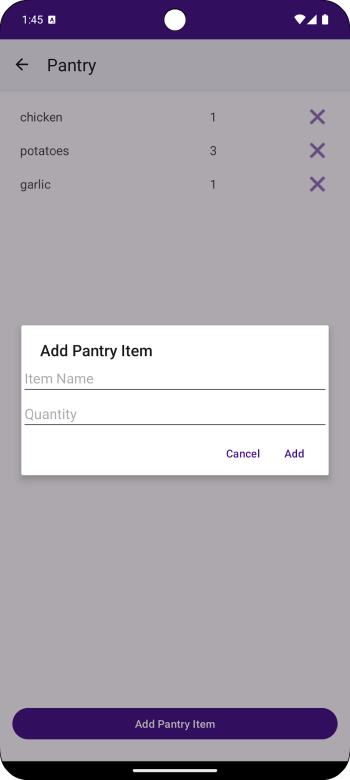 1:45
Pantry
chicken 1
potatoes 3
garlic 1
Add Pantry Item
Item Name
Quantity
Cancel Add
Add Pantry Item